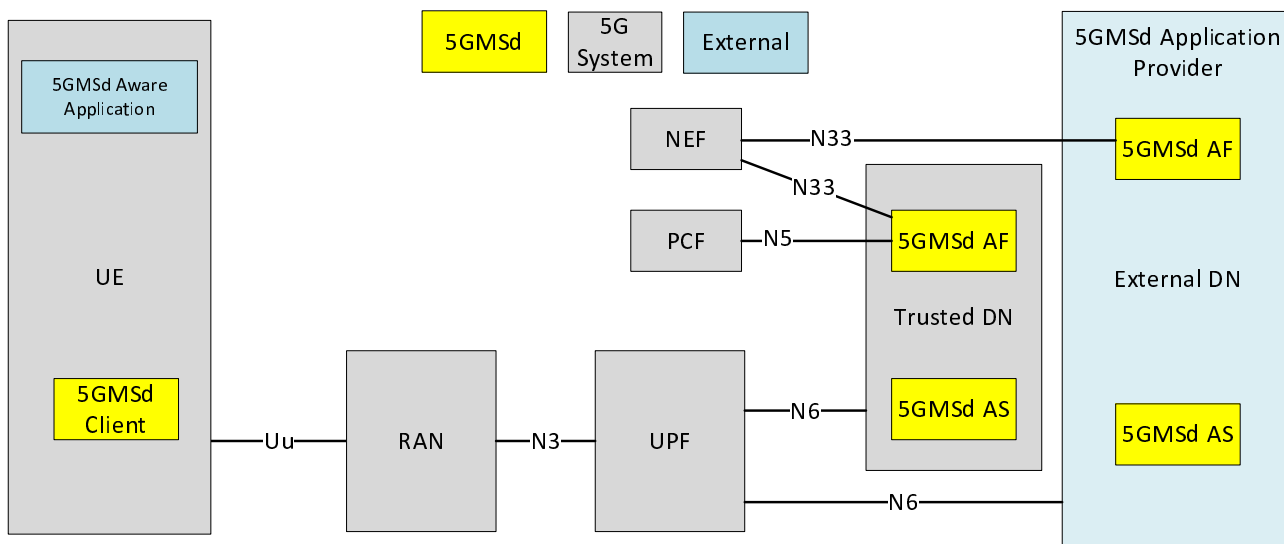 5GMSd
5G
System
External
5GMSd Application
Provider
5GMSd Aware
Application
NEF
N33
5GMSd AF
N33
PCF
N5
5GMSd AF
UE
External DN
Trusted DN
5GMSd
Client
5GMSd AS
5GMSd AS
N6
Uu
RAN
N3
UPF
N6